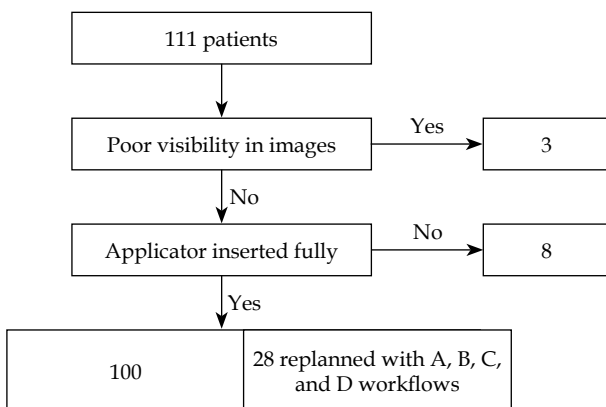 111 patients
Poor visibility in images
Yes
3
No
Applicator inserted fully
No
8
Yes
100
28 replanned with A, B, C,
and D workflows